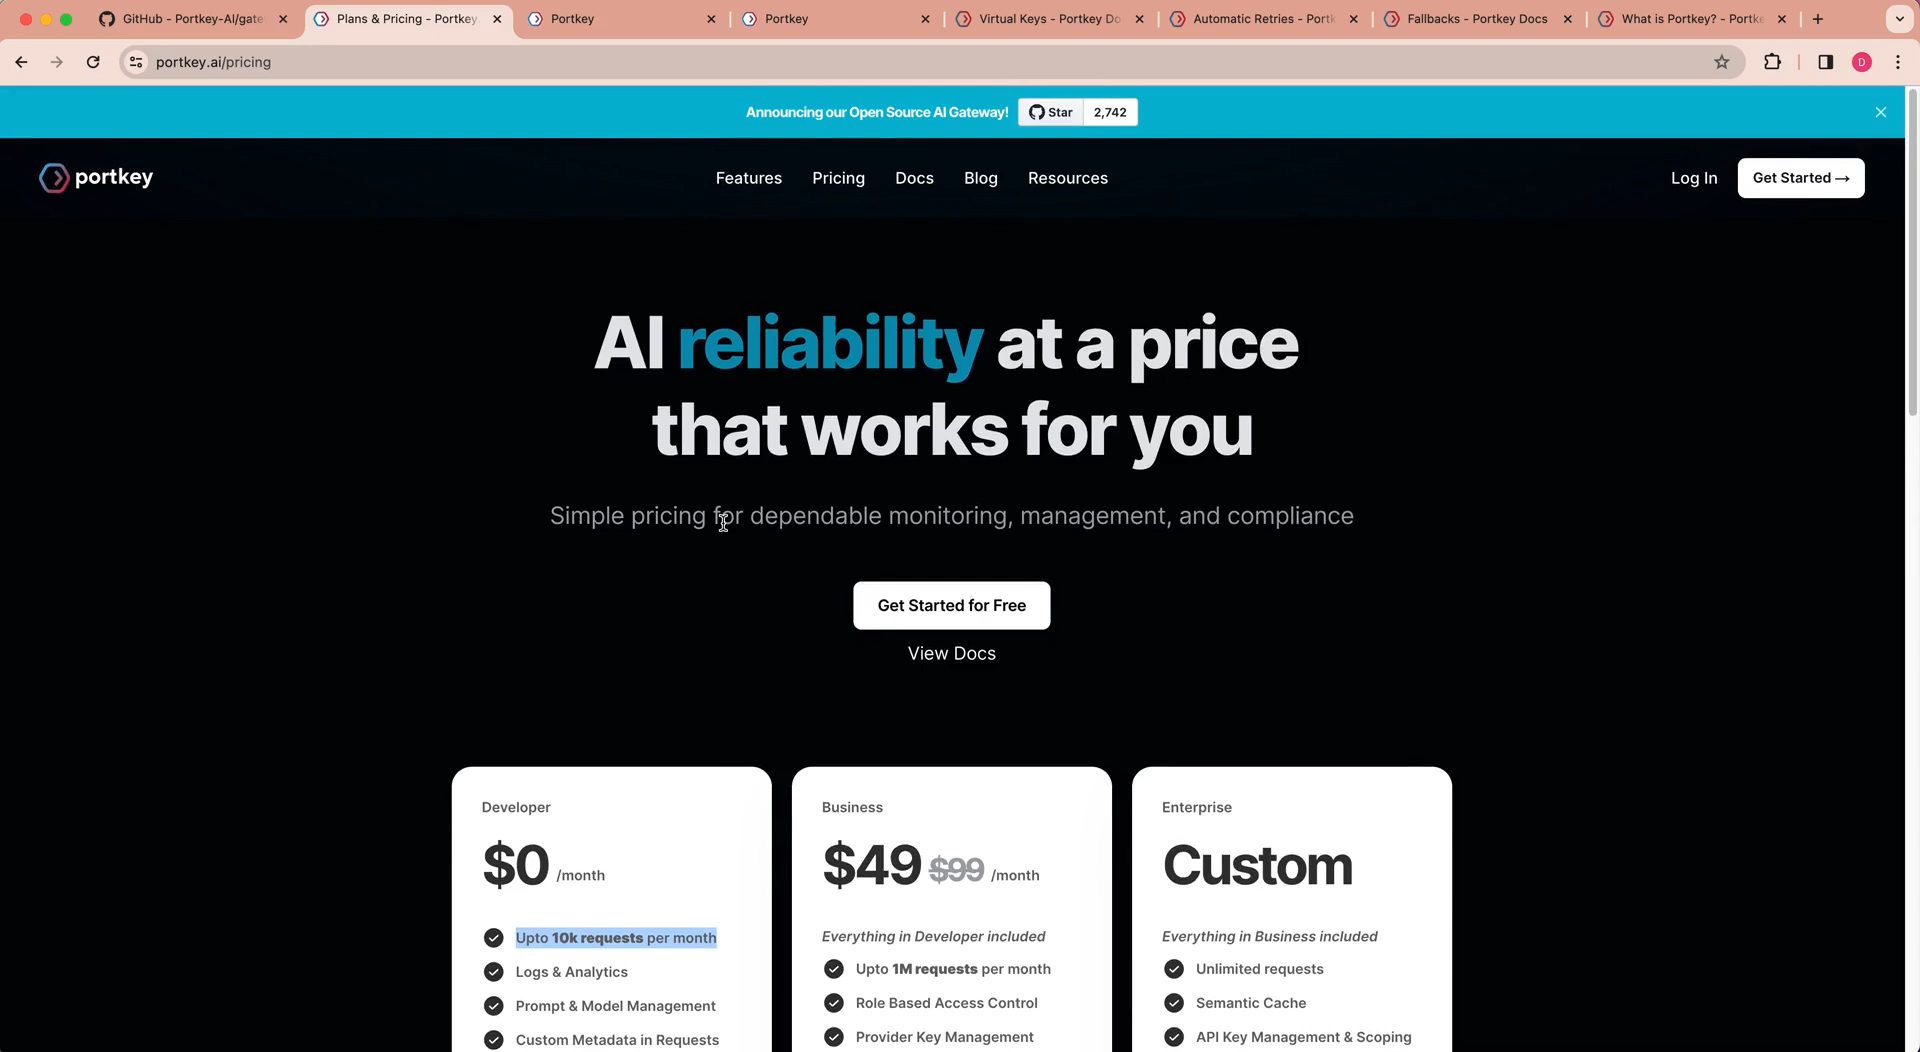 GitHub - Portkey-AI/gate
Plans & Pricing - Portkey
Portkey
Portkey
Virtual Keys - Portkey Do
Automatic Retries - Portk
Fallbacks - Portkey Docs
What is Portkey? - Portke
portkey.ai/pricing
D
Announcing our Open Source AI Gateway!
Star
2,742
portkey
Features
Pricing
Docs
Blog
Resources
Log In
Get Started →
AI reliability at a price
that works for you
Simple pricing for dependable monitoring, management, and compliance
Get Started for Free
View Docs
Developer
$0 /month
Upto 10k requests per month
Logs & Analytics
Prompt & Model Management
Custom Metadata in Requests
Business
$49 $99 /month
Everything in Developer included
Upto 1M requests per month
Role Based Access Control
Provider Key Management
Enterprise
Custom
Everything in Business included
Unlimited requests
Semantic Cache
API Key Management & Scoping